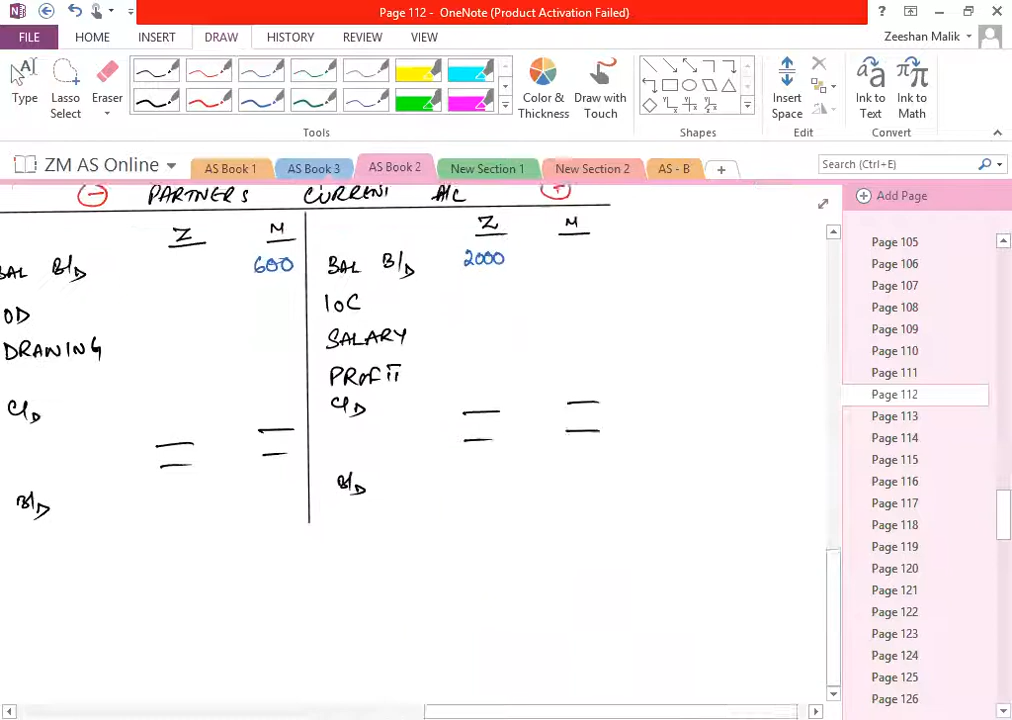 Page 112 - OneNote (Product Activation Failed)
FILE HOME INSERT DRAW HISTORY REVIEW VIEW
Zeeshan Malik
Type
Lasso Select
Eraser
Color & Thickness
Draw with Touch
Insert Space
Ink to Text
Ink to Math
Tools
Shapes
Edit
Convert
ZM AS Online
AS Book 1 AS Book 3 AS Book 2 New Section 1 New Section 2 AS - B
Search (Ctrl+E)
Add Page
Page 105
Page 106
Page 107
Page 108
Page 109
Page 110
Page 111
Page 112
Page 113
Page 114
Page 115
Page 116
Page 117
Page 118
Page 119
Page 120
Page 121
Page 122
Page 123
Page 124
Page 125
Page 126
− PARTNERS CURRENT A/C +
Z M Z M
BAL B/D 600 BAL B/D 2000
OD IOC
DRAWING SALARY
PROFIT
C/D C/D
B/D B/D